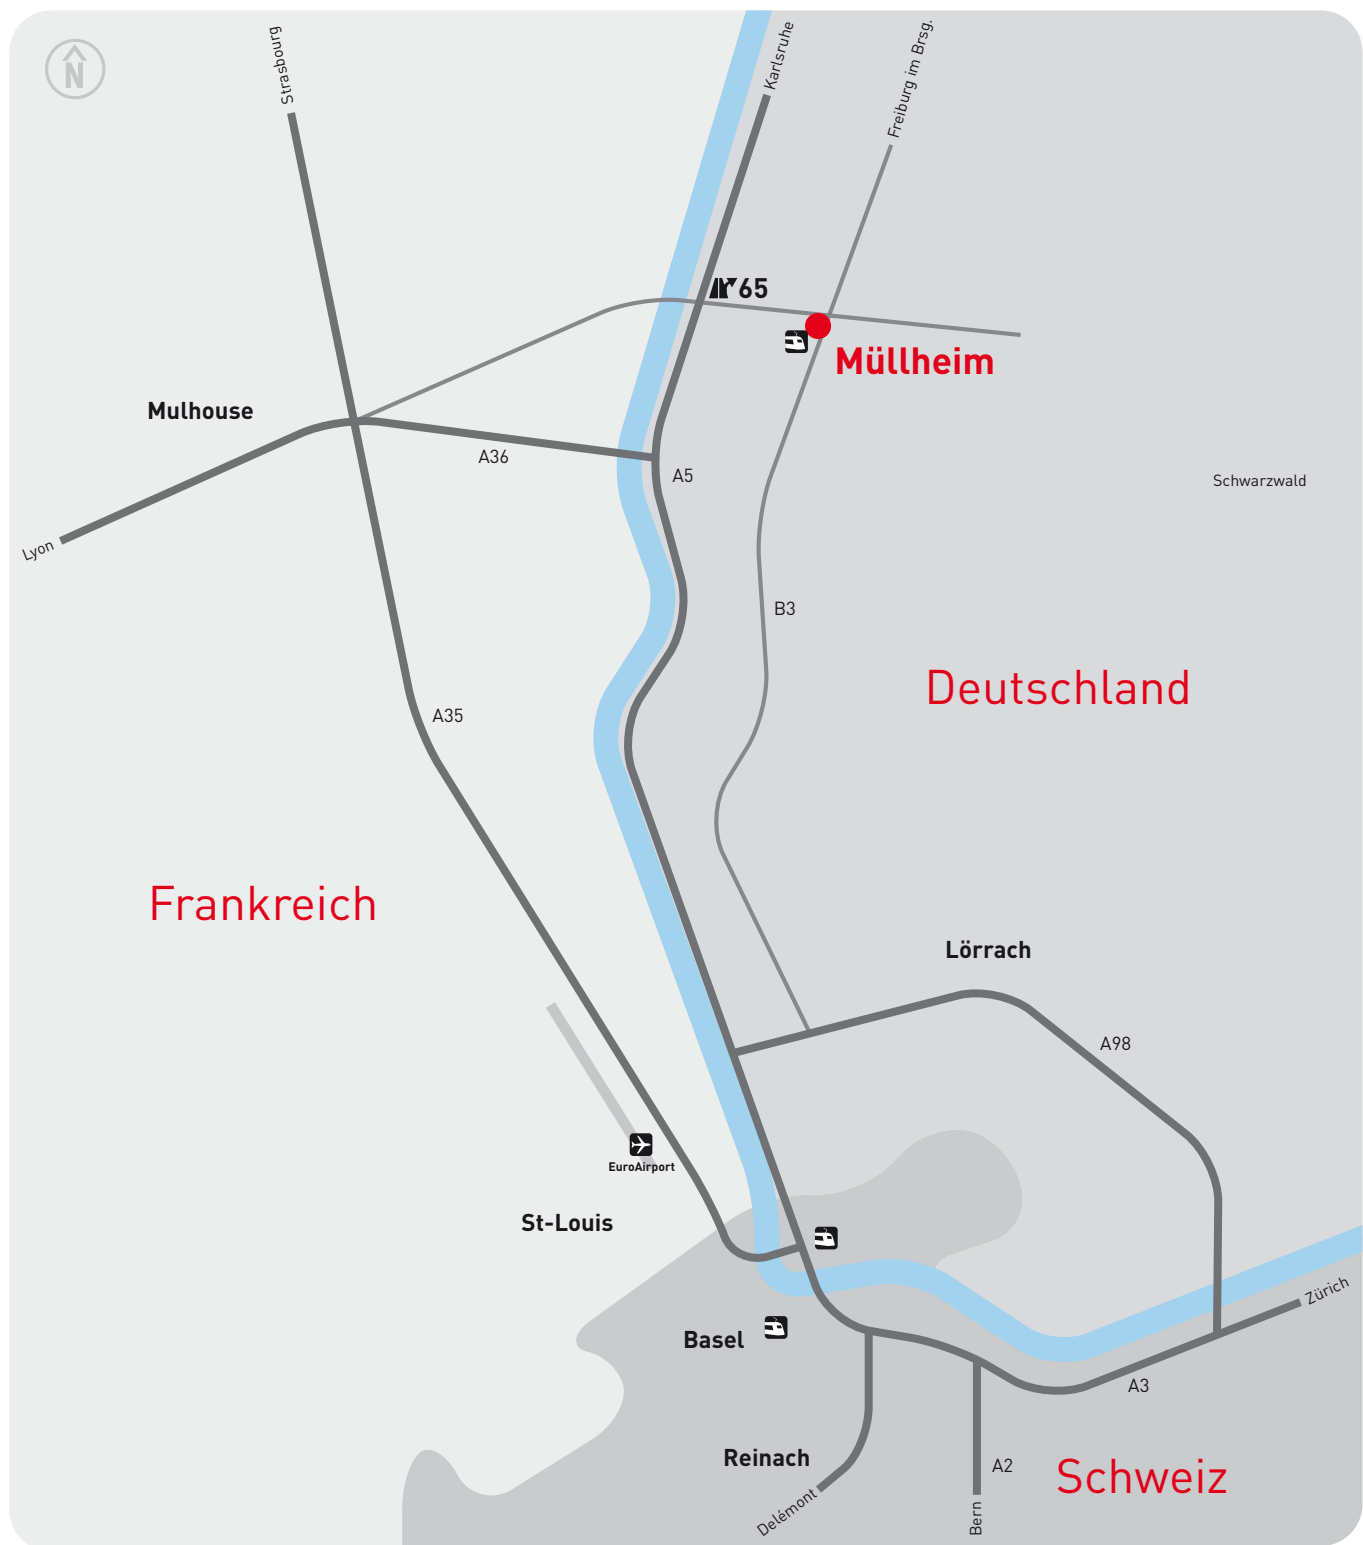 N
Strasbourg
Karlsruhe
Freiburg im Brsg.
65
Müllheim
Mulhouse
A36
A5
Schwarzwald
Lyon
B3
Deutschland
A35
Frankreich
Lörrach
A98
EuroAirport
St-Louis
Zürich
Basel
A3
Reinach
A2
Schweiz
Delémont
Bern